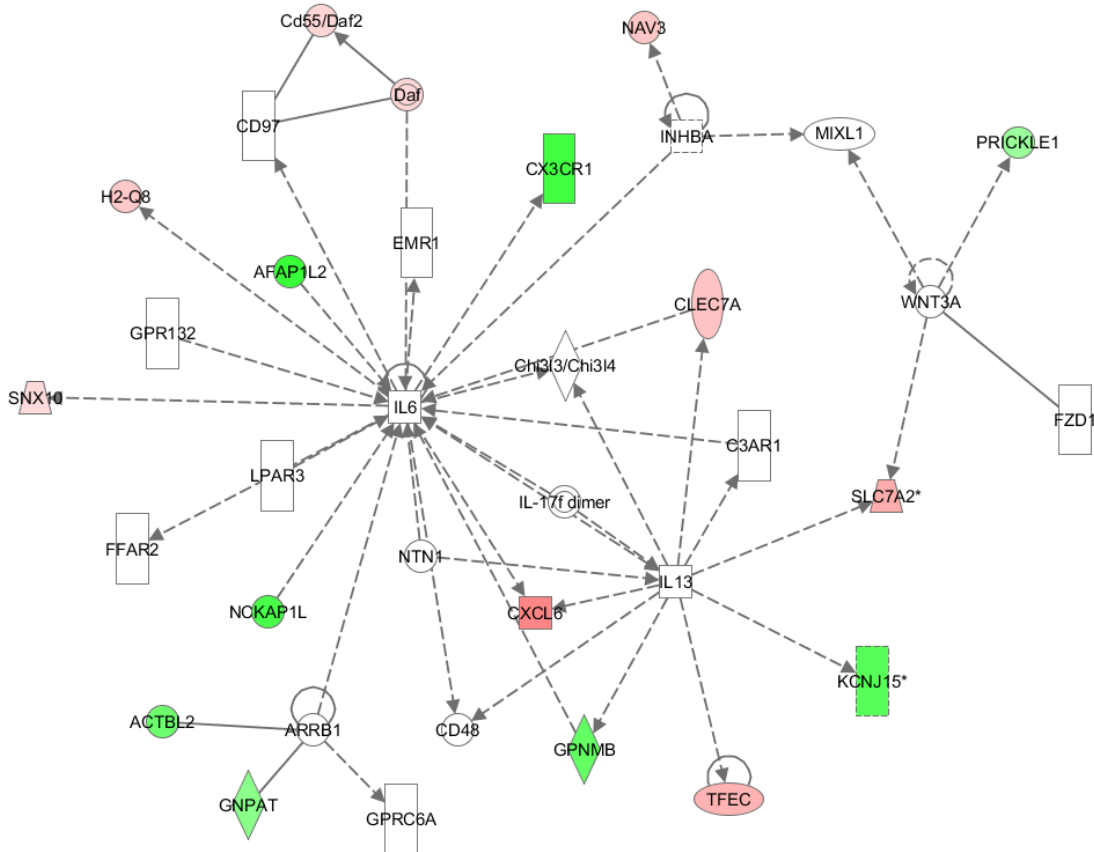 Cd55/Daf2
NAV3
Daf
CD97
INHBA
MIXL1
PRICKLE1
CX3CR1
H2-Q8
EMR1
AFAP1L2
CLEC7A
WNT3A
GPR132
Chi3l3/Chi3l4
SNX10
IL6
FZD1
C3AR1
LPAR3
SLC7A2*
IL-17f dimer
FFAR2
NTN1
IL13
NCKAP1L
CXCL6
KCNJ15*
ACTBL2
ARRB1
CD48
GPNMB
TFEC
GNPAT
GPRC6A